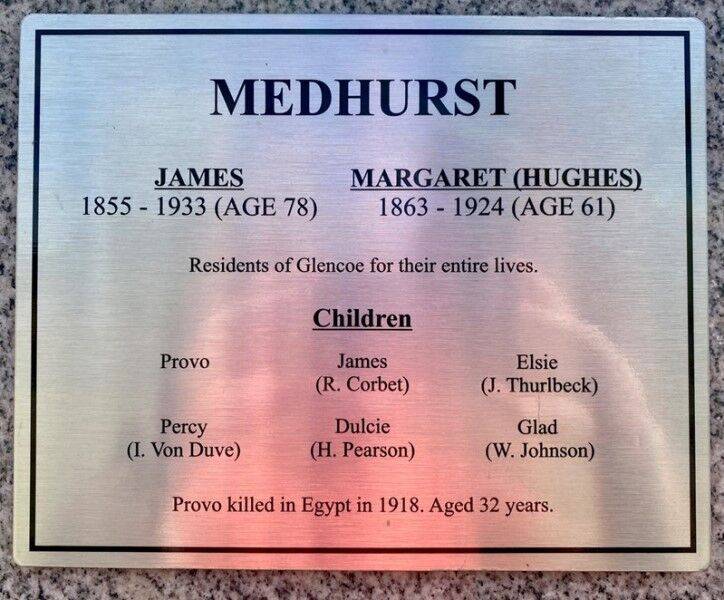 MEDHURST
JAMES
1855 - 1933 (AGE 78)
MARGARET (HUGHES)
1863 - 1924 (AGE 61)
Residents of Glencoe for their entire lives.
Children
Provo
James
(R. Corbet)
Elsie
(J. Thurlbeck)
Percy
(I. Von Duve)
Dulcie
(H. Pearson)
Glad
(W. Johnson)
Provo killed in Egypt in 1918. Aged 32 years.